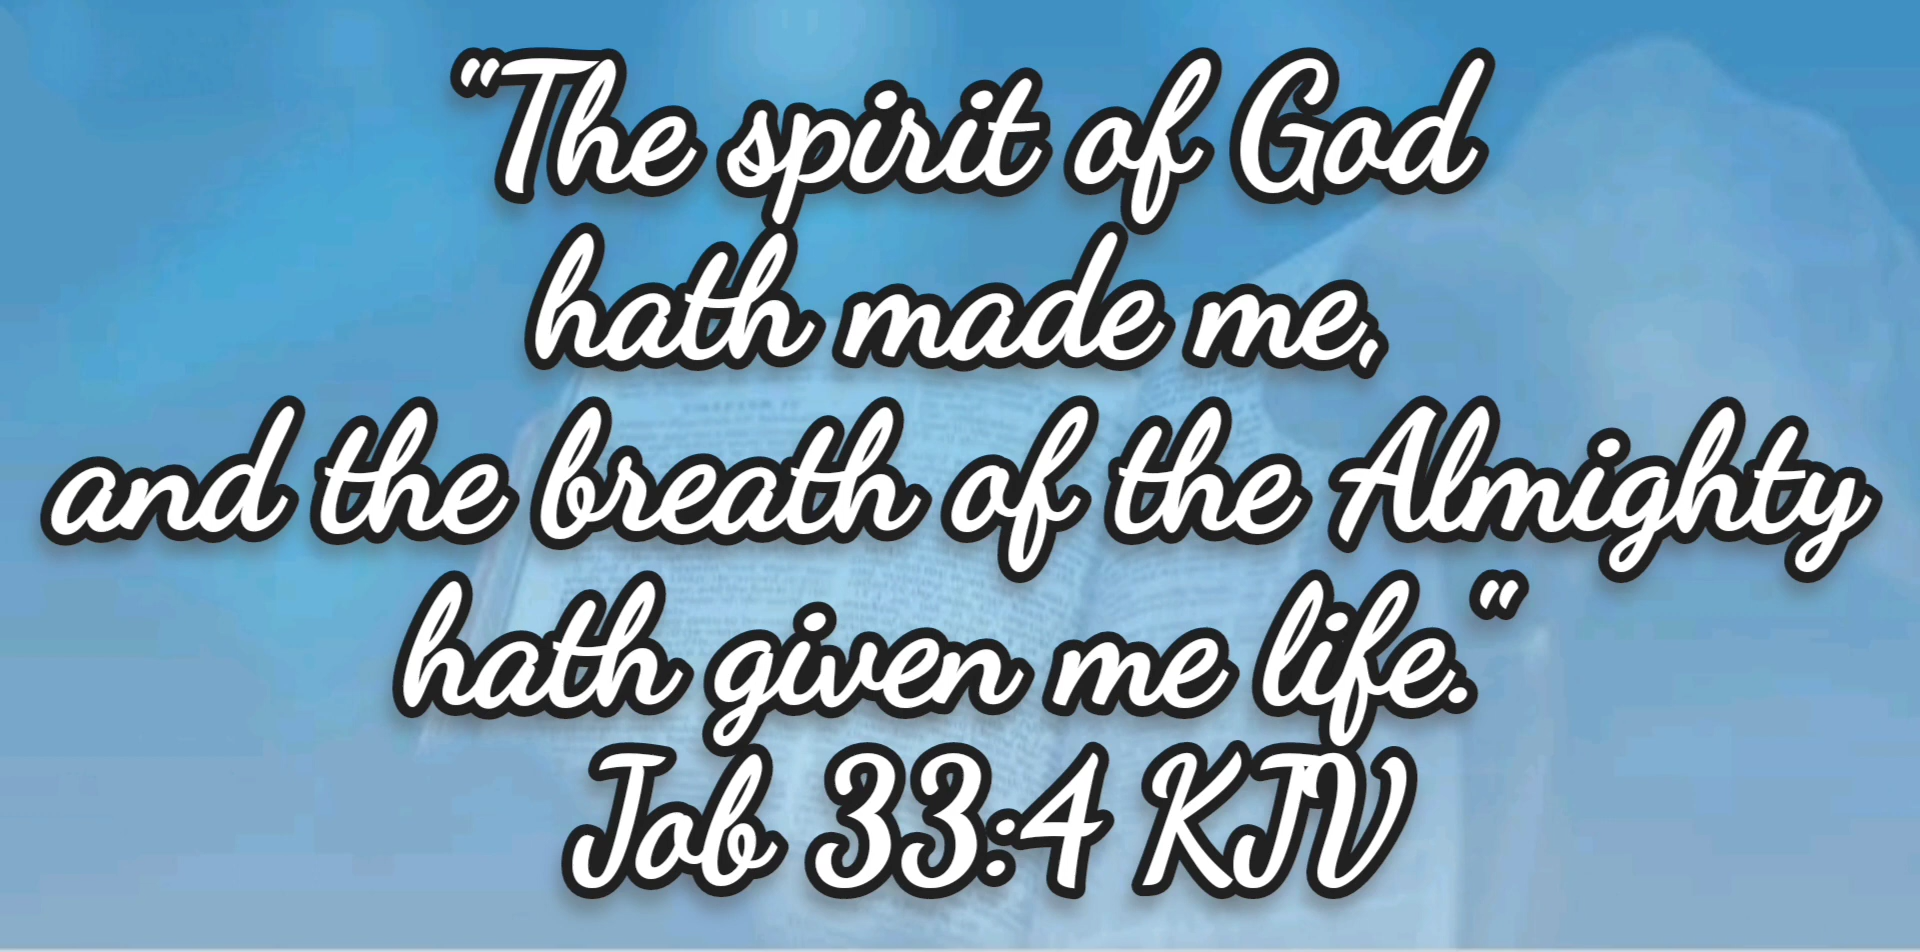 “The spirit of God
hath made me,
and the breath of the Almighty
hath given me life.”
Job 33:4 KJV